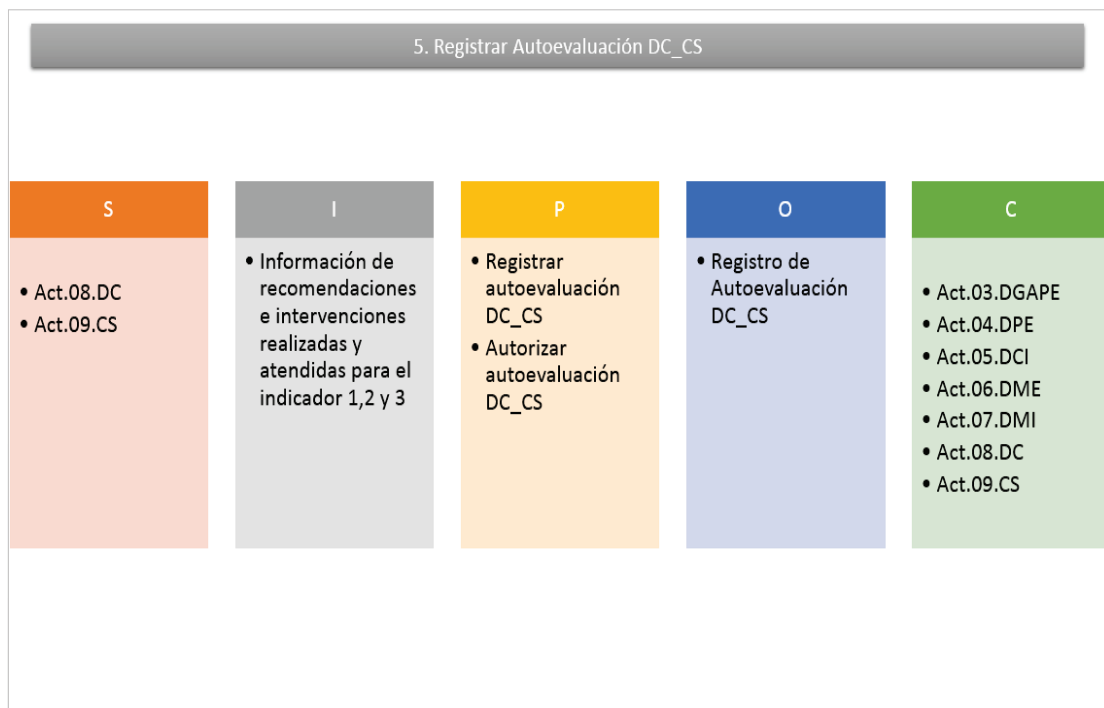 5. Registrar Autoevaluación DC_CS
S
• Act.08.DC
• Act.09.CS
I
• Información de
recomendaciones
e intervenciones
realizadas y
atendidas para el
indicador 1,2 y 3
P
• Registrar
autoevaluación
DC_CS
• Autorizar
autoevaluación
DC_CS
O
• Registro de
Autoevaluación
DC_CS
C
• Act.03.DGAPE
• Act.04.DPE
• Act.05.DCI
• Act.06.DME
• Act.07.DMI
• Act.08.DC
• Act.09.CS